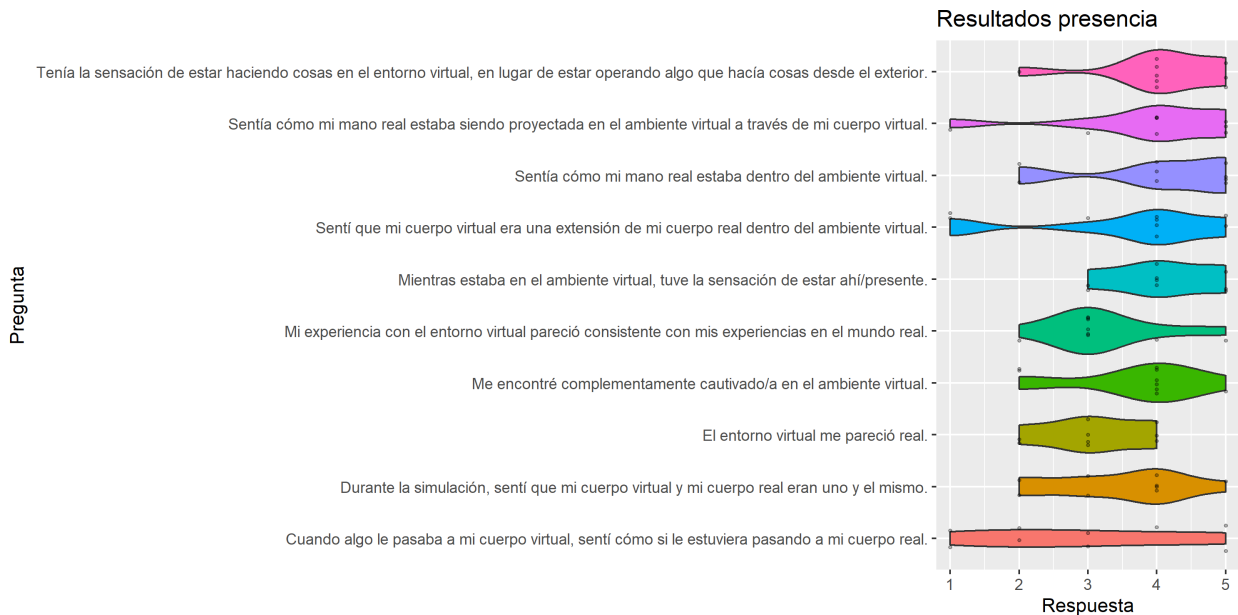 Resultados presencia
Tenía la sensación de estar haciendo cosas en el entorno virtual, en lugar de estar operando algo que hacía cosas desde el exterior.
Sentía cómo mi mano real estaba siendo proyectada en el ambiente virtual a través de mi cuerpo virtual.
Sentía cómo mi mano real estaba dentro del ambiente virtual.
Sentí que mi cuerpo virtual era una extensión de mi cuerpo real dentro del ambiente virtual.
Mientras estaba en el ambiente virtual, tuve la sensación de estar ahí/presente.
Mi experiencia con el entorno virtual pareció consistente con mis experiencias en el mundo real.
Me encontré complementamente cautivado/a en el ambiente virtual.
El entorno virtual me pareció real.
Durante la simulación, sentí que mi cuerpo virtual y mi cuerpo real eran uno y el mismo.
Cuando algo le pasaba a mi cuerpo virtual, sentí cómo si le estuviera pasando a mi cuerpo real.
Pregunta
1 2 3 4 5
Respuesta